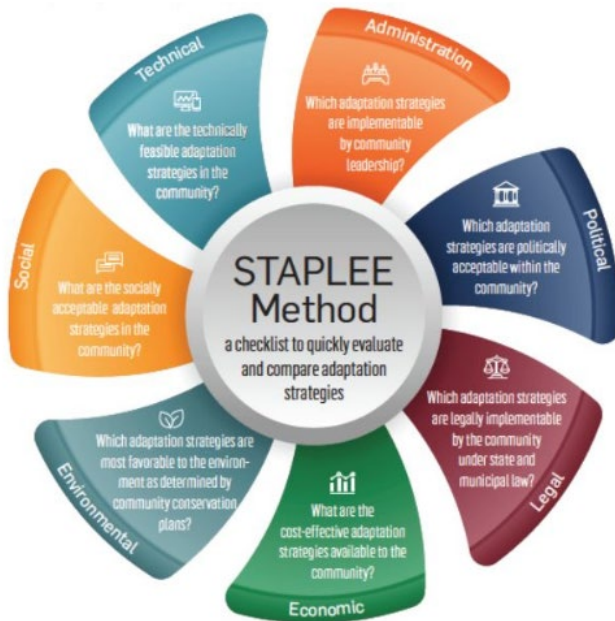 STAPLEE
Method
a checklist to quickly evaluate
and compare adaptation
strategies
Social
What are the socially
acceptable adaptation
strategies in the
community?
Technical
What are the technically
feasible adaptation
strategies in the
community?
Administration
Which adaptation strategies
are implementable
by community
leadership?
Political
Which adaptation
strategies are politically
acceptable within the
community?
Legal
Which adaptation strategies
are legally implementable
by the community
under state and
municipal law?
Economic
What are the
cost-effective adaptation
strategies available to the
community?
Environmental
Which adaptation strategies are
most favorable to the environ-
ment as determined by
community conservation
plans?